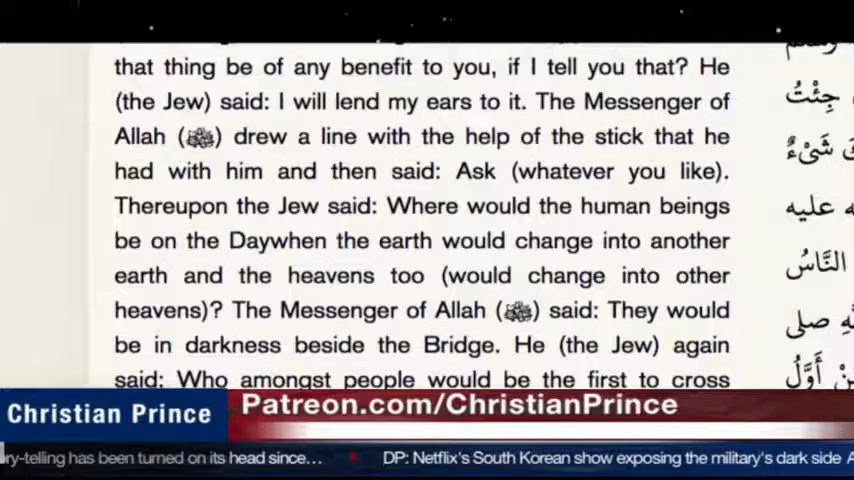 that thing be of any benefit to you, if I tell you that? He
(the Jew) said: I will lend my ears to it. The Messenger of
Allah (ﷺ) drew a line with the help of the stick that he
had with him and then said: Ask (whatever you like).
Thereupon the Jew said: Where would the human beings
be on the Daywhen the earth would change into another
earth and the heavens too (would change into other
heavens)? The Messenger of Allah (ﷺ) said: They would
be in darkness beside the Bridge. He (the Jew) again
said: Who amongst people would be the first to cross
جِئْتُ
شَىْءٌ
عليه
النَّاسُ
صلى
أَوَّلُ
Christian Prince
Patreon.com/ChristianPrince
ry-telling has been turned on its head since... DP: Netflix's South Korean show exposing the military's dark side A